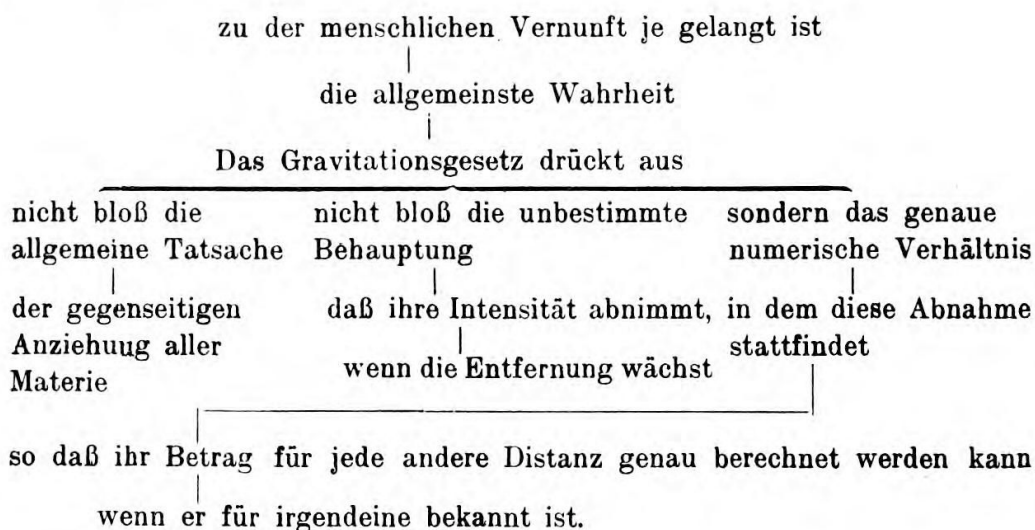 zu der menschlichen Vernunft je gelangt ist
die allgemeinste Wahrheit
Das Gravitationsgesetz drückt aus
nicht bloß die
allgemeine Tatsache
der gegenseitigen
Anziehuug aller
Materie
nicht bloß die unbestimmte
Behauptung
daß ihre Intensität abnimmt,
wenn die Entfernung wächst
sondern das genaue
numerische Verhältnis
in dem diese Abnahme
stattfindet
so daß ihr Betrag für jede andere Distanz genau berechnet werden kann
wenn er für irgendeine bekannt ist.